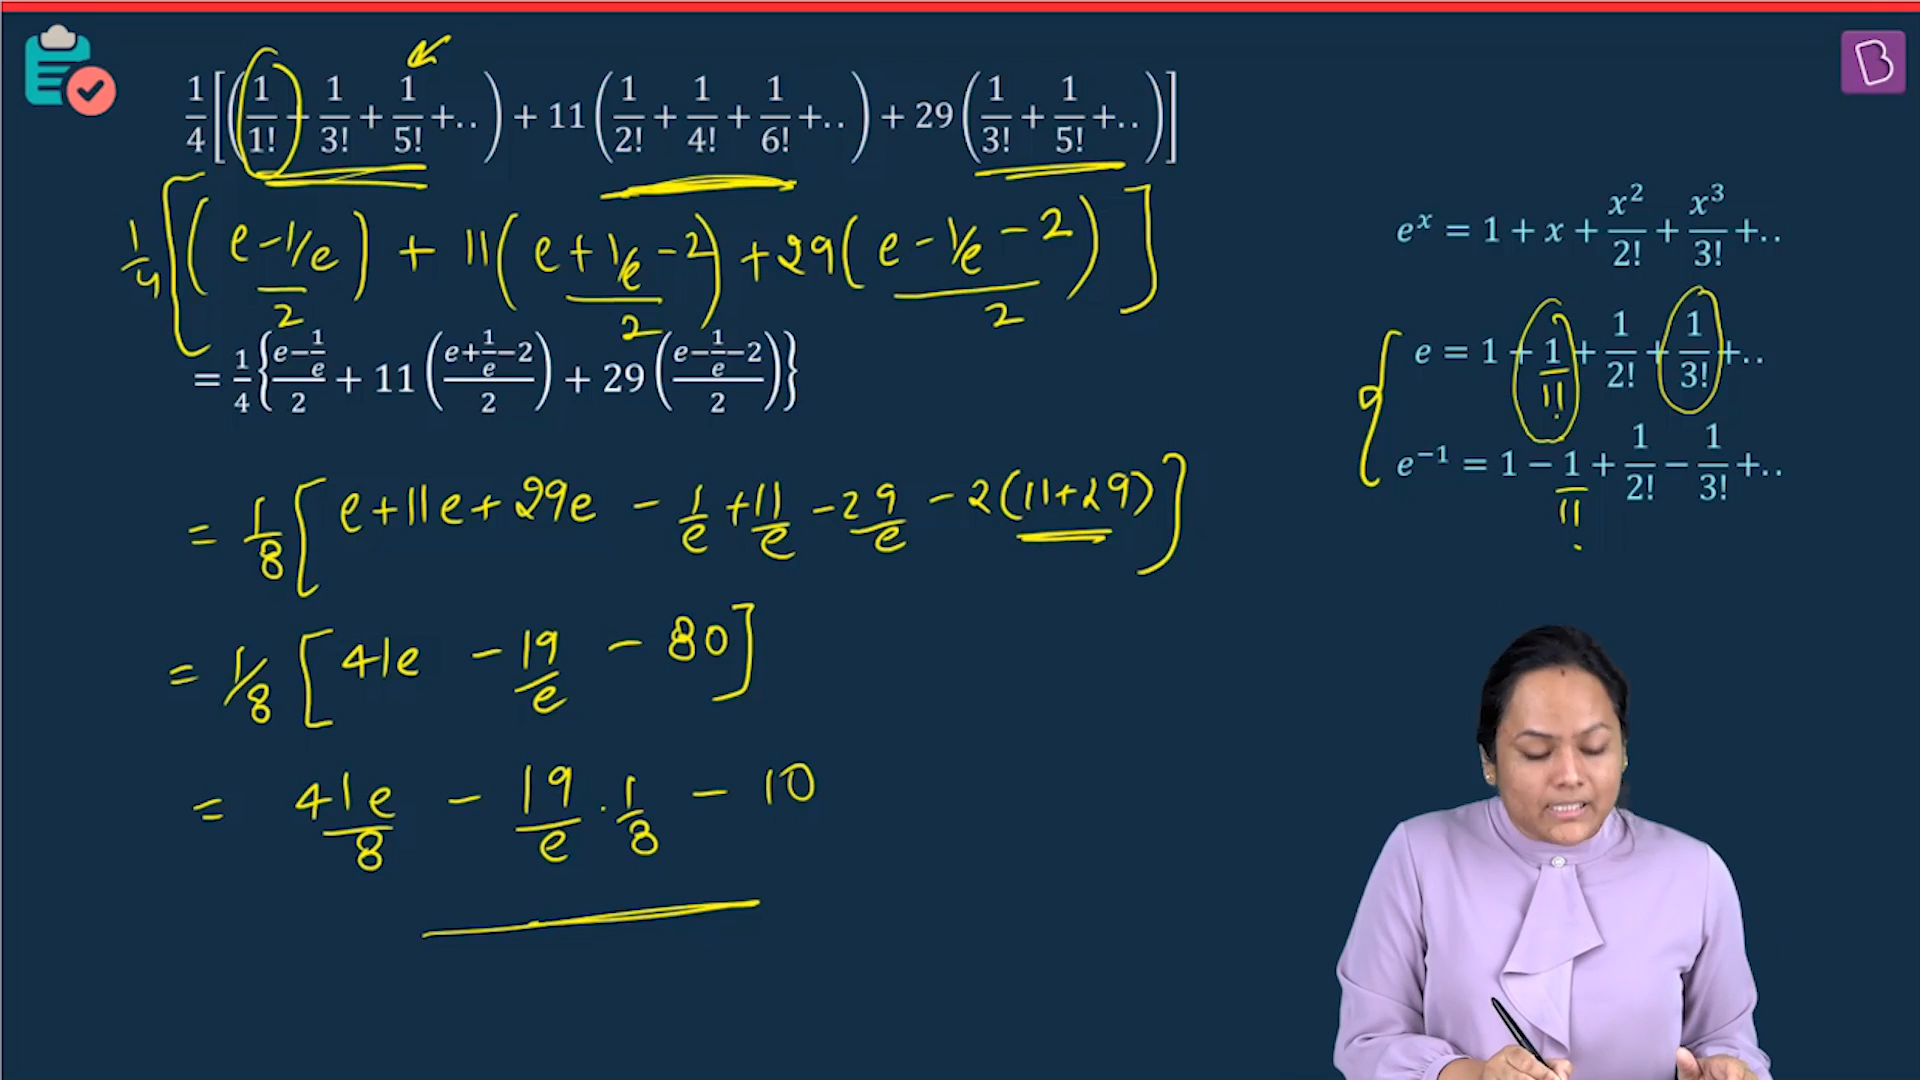 1/4[(1/1! + 1/3! + 1/5! +..) + 11(1/2! + 1/4! + 1/6! +..) + 29(1/3! + 1/5! +..)]
1/4[((e-1/e)/2) + 11((e+1/e-2)/2) + 29((e-1/e-2)/2)]
= 1/4{(e-1/e)/2 + 11((e+1/e-2)/2) + 29((e-1/e-2)/2)}
= 1/8[e+11e+29e - 1/e + 11/e - 29/e - 2(11+29)]
= 1/8[41e - 19/e - 80]
= 41e/8 - 19/e · 1/8 - 10
eˣ = 1 + x + x²/2! + x³/3! +..
e = 1 + 1 + 1/2! + 1/3! +..
1!
e⁻¹ = 1 − 1 + 1/2! − 1/3! +..
1!
B